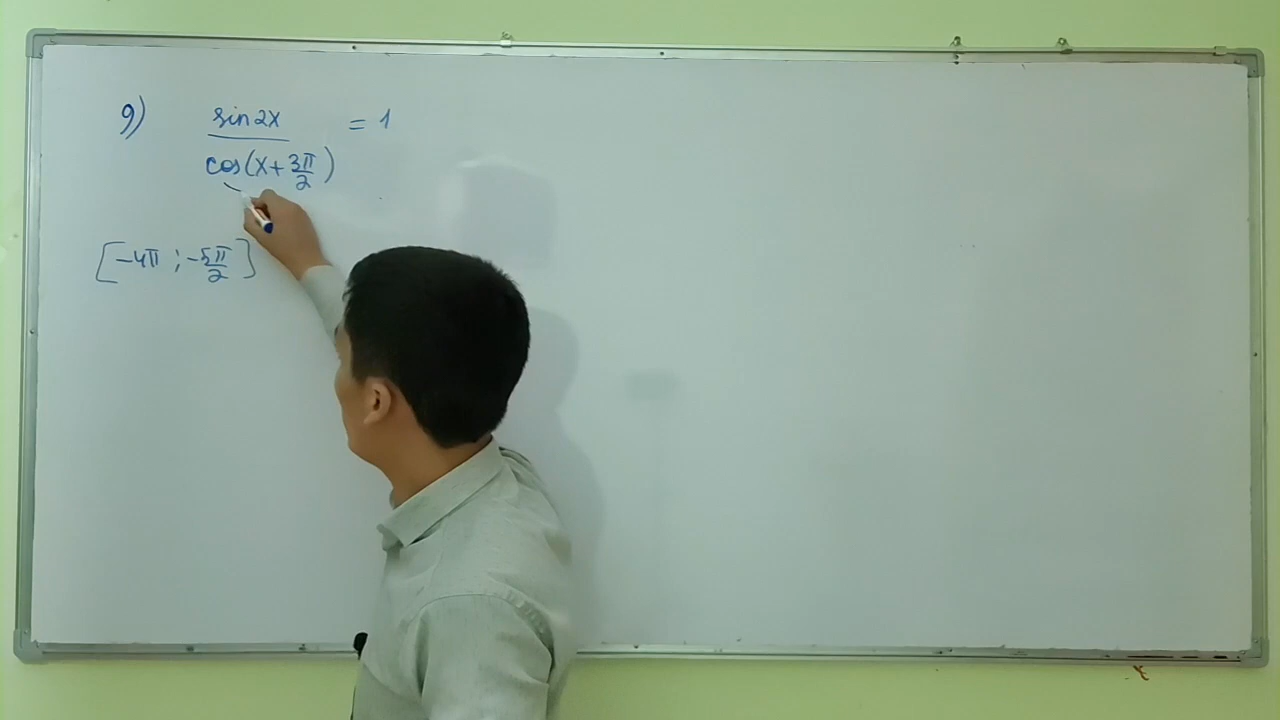 9) sin2x / cos(x+3π/2) = 1
[-4π ; -5π/2]